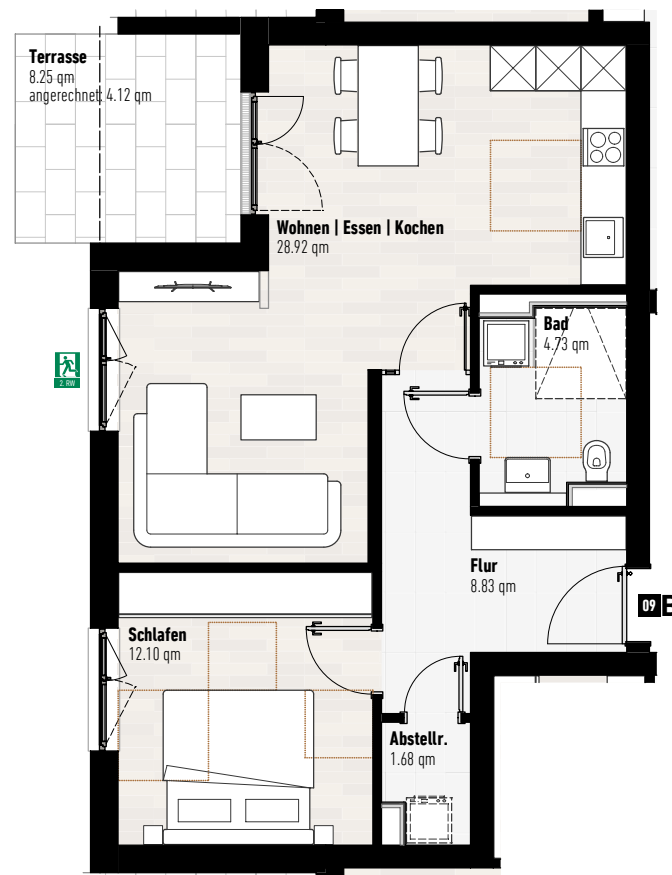 Terrasse
8.25 qm
angerechnet: 4.12 qm
Wohnen | Essen | Kochen
28.92 qm
Bad
4.73 qm
2. RW
Flur
8.83 qm
09 E
Schlafen
12.10 qm
Abstellr.
1.68 qm